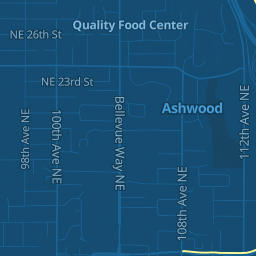 Quality Food Center
NE 26th St
NE 23rd St
Ashwood
98th Ave NE
100th Ave NE
Bellevue Way NE
108th Ave NE
112th Ave NE